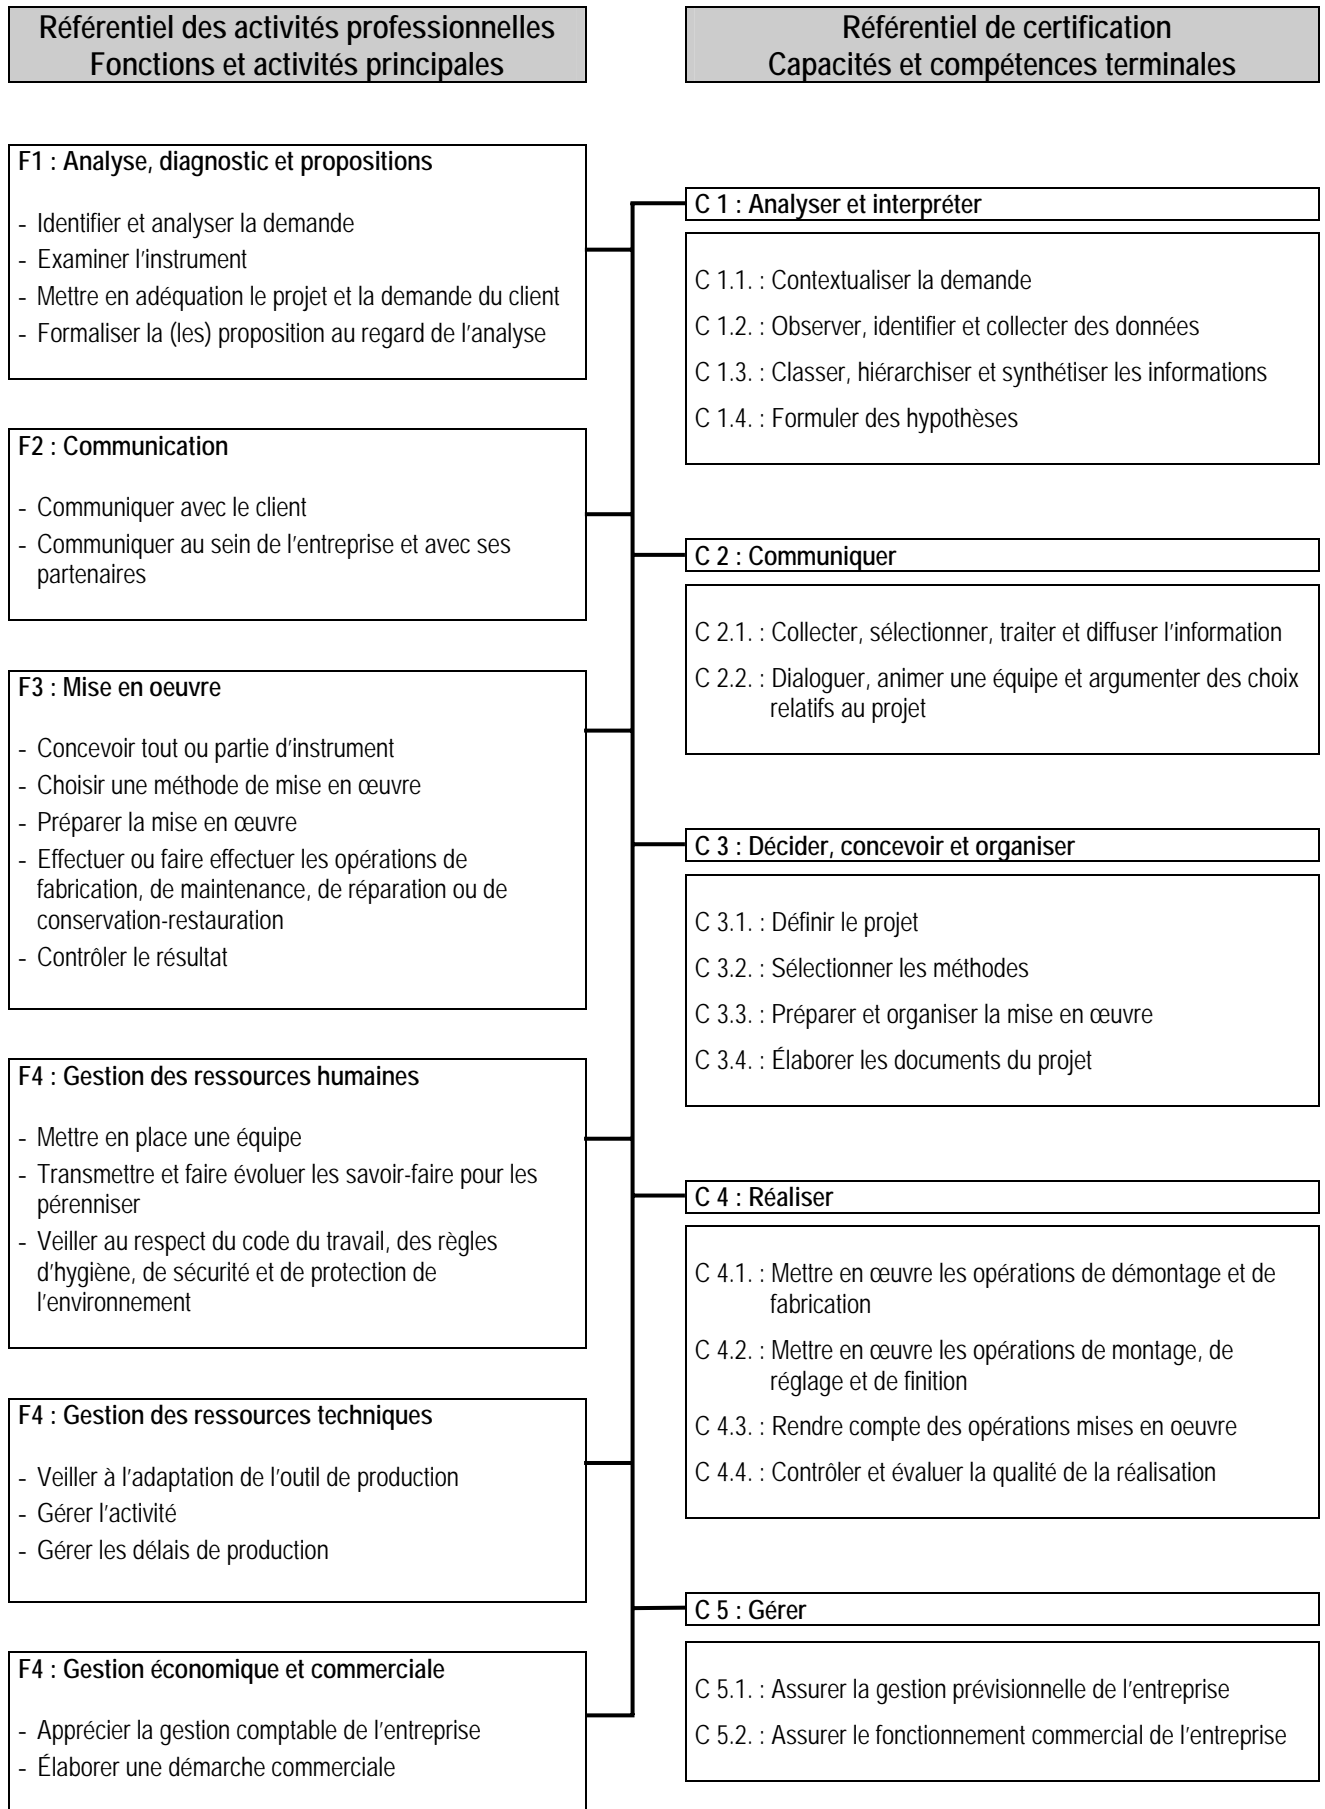 Référentiel des activités professionnelles
Fonctions et activités principales
F1 : Analyse, diagnostic et propositions
- Identifier et analyser la demande
- Examiner l'instrument
- Mettre en adéquation le projet et la demande du client
- Formaliser la (les) proposition au regard de l'analyse
F2 : Communication
- Communiquer avec le client
- Communiquer au sein de l'entreprise et avec ses
partenaires
F3 : Mise en oeuvre
- Concevoir tout ou partie d'instrument
- Choisir une méthode de mise en œuvre
- Préparer la mise en œuvre
- Effectuer ou faire effectuer les opérations de
fabrication, de maintenance, de réparation ou de
conservation-restauration
- Contrôler le résultat
F4 : Gestion des ressources humaines
- Mettre en place une équipe
- Transmettre et faire évoluer les savoir-faire pour les
pérenniser
- Veiller au respect du code du travail, des règles
d'hygiène, de sécurité et de protection de
l'environnement
F4 : Gestion des ressources techniques
- Veiller à l'adaptation de l'outil de production
- Gérer l'activité
- Gérer les délais de production
F4 : Gestion économique et commerciale
- Apprécier la gestion comptable de l'entreprise
- Élaborer une démarche commerciale
Référentiel de certification
Capacités et compétences terminales
C 1 : Analyser et interpréter
C 1.1. : Contextualiser la demande
C 1.2. : Observer, identifier et collecter des données
C 1.3. : Classer, hiérarchiser et synthétiser les informations
C 1.4. : Formuler des hypothèses
C 2 : Communiquer
C 2.1. : Collecter, sélectionner, traiter et diffuser l'information
C 2.2. : Dialoguer, animer une équipe et argumenter des choix
relatifs au projet
C 3 : Décider, concevoir et organiser
C 3.1. : Définir le projet
C 3.2. : Sélectionner les méthodes
C 3.3. : Préparer et organiser la mise en œuvre
C 3.4. : Élaborer les documents du projet
C 4 : Réaliser
C 4.1. : Mettre en œuvre les opérations de démontage et de
fabrication
C 4.2. : Mettre en œuvre les opérations de montage, de
réglage et de finition
C 4.3. : Rendre compte des opérations mises en oeuvre
C 4.4. : Contrôler et évaluer la qualité de la réalisation
C 5 : Gérer
C 5.1. : Assurer la gestion prévisionnelle de l'entreprise
C 5.2. : Assurer le fonctionnement commercial de l'entreprise